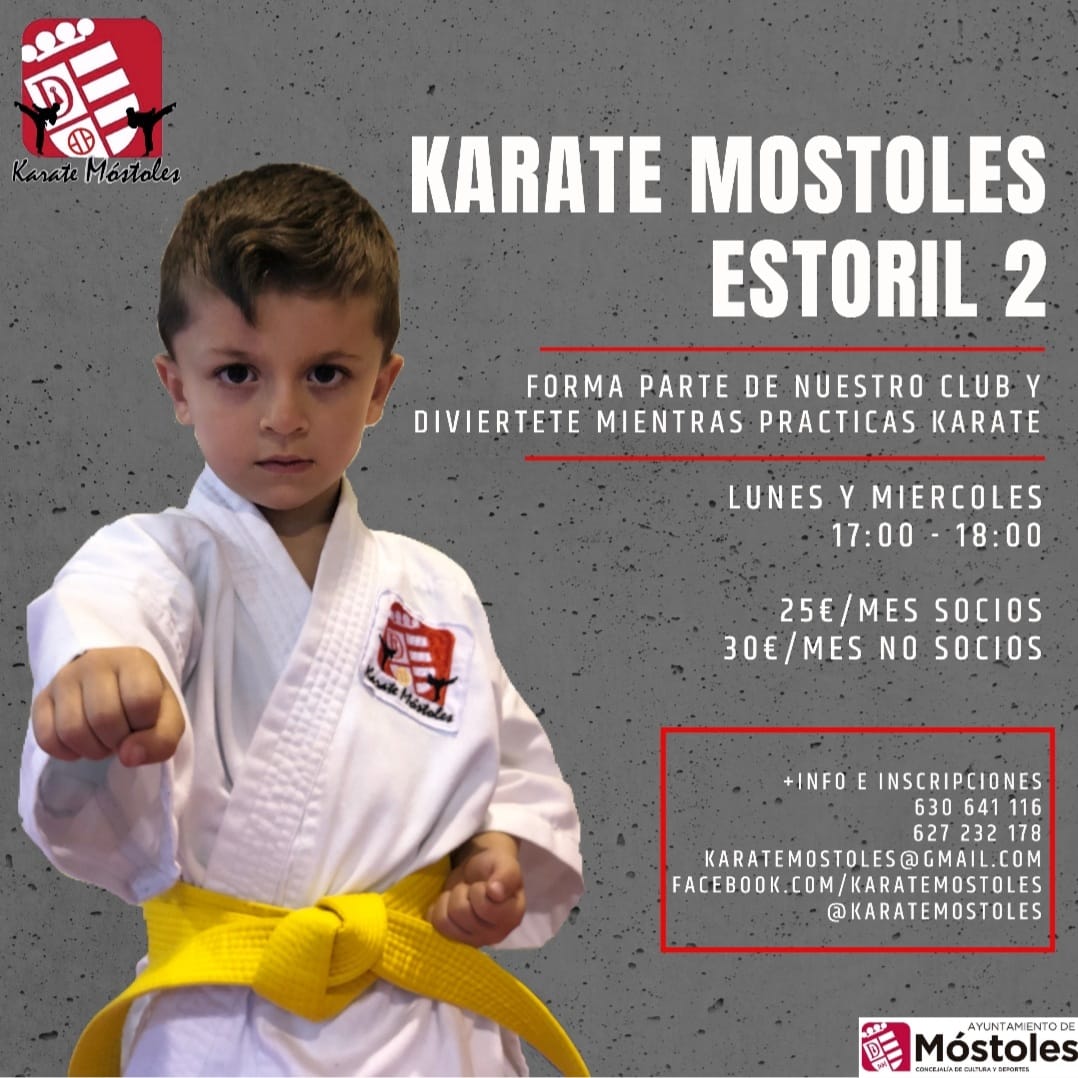 Karate Móstoles
KARATE MOSTOLES
ESTORIL 2
FORMA PARTE DE NUESTRO CLUB Y
DIVIERTETE MIENTRAS PRACTICAS KARATE
LUNES Y MIERCOLES
17:00 - 18:00
25€/MES SOCIOS
30€/MES NO SOCIOS
Karate Móstoles
+INFO E INSCRIPCIONES
630 641 116
627 232 178
KARATEMOSTOLES@GMAIL.COM
FACEBOOK.COM/KARATEMOSTOLES
@KARATEMOSTOLES
AYUNTAMIENTO DE
Móstoles
CONCEJALÍA DE CULTURA Y DEPORTES